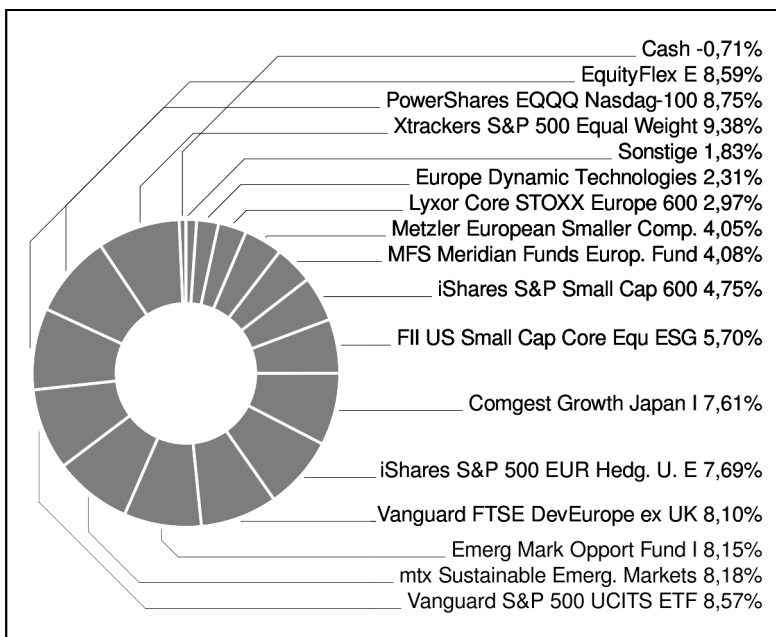 Cash -0,71%
EquityFlex E 8,59%
PowerShares EQQQ Nasdag-100 8,75%
Xtrackers S&P 500 Equal Weight 9,38%
Sonstige 1,83%
Europe Dynamic Technologies 2,31%
Lyxor Core STOXX Europe 600 2,97%
Metzler European Smaller Comp. 4,05%
MFS Meridian Funds Europ. Fund 4,08%
iShares S&P Small Cap 600 4,75%
FII US Small Cap Core Equ ESG 5,70%
Comgest Growth Japan I 7,61%
iShares S&P 500 EUR Hedg. U. E 7,69%
Vanguard FTSE DevEurope ex UK 8,10%
Emerg Mark Opport Fund I 8,15%
mtx Sustainable Emerg. Markets 8,18%
Vanguard S&P 500 UCITS ETF 8,57%